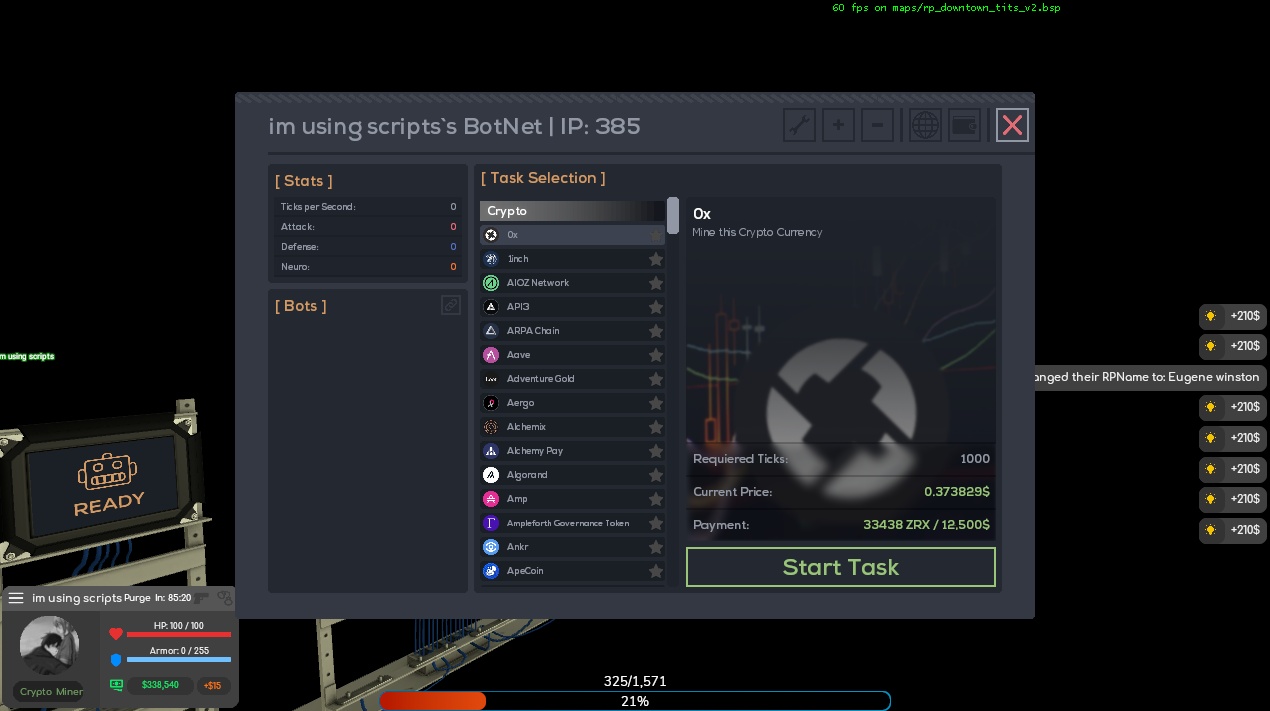 60 fps on maps/rp_downtown_tits_v2.bsp
im using scripts`s BotNet | IP: 385
[ Stats ]
Ticks per Second: 0
Attack: 0
Defense: 0
Neuro: 0
[ Bots ]
[ Task Selection ]
Crypto
0x
1inch
AIOZ Network
API3
ARPA Chain
Aave
Adventure Gold
Aergo
Alchemix
Alchemy Pay
Algorand
Amp
Ampleforth Governance Token
Ankr
ApeCoin
0x
Mine this Crypto Currency
Requiered Ticks: 1000
Current Price: 0.373829$
Payment: 33438 ZRX / 12,500$
Start Task
+210$
+210$
anged their RPName to: Eugene winston
+210$
+210$
+210$
+210$
+210$
m using scripts
READY
im using scripts Purge In: 85:20
HP: 100 / 100
Armor: 0 / 255
$338,540 +$15
Crypto Miner
325/1,571
21%